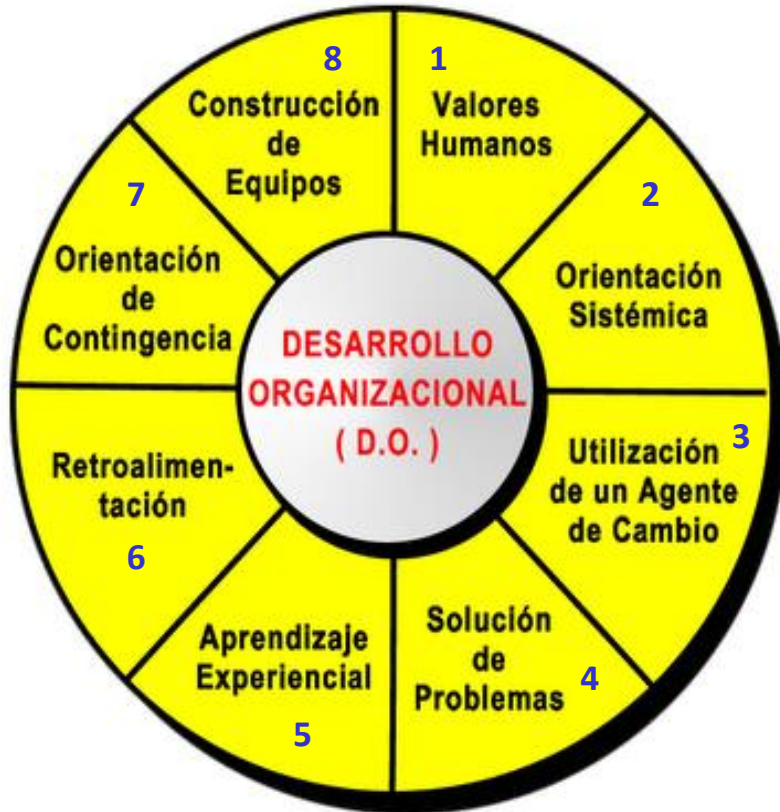 DESARROLLO
ORGANIZACIONAL
( D.O. )
1
Valores
Humanos
2
Orientación
Sistémica
3
Utilización
de un Agente
de Cambio
Solución
de
Problemas
4
Aprendizaje
Experiencial
5
Retroalimen-
tación
6
7
Orientación
de
Contingencia
8
Construcción
de
Equipos